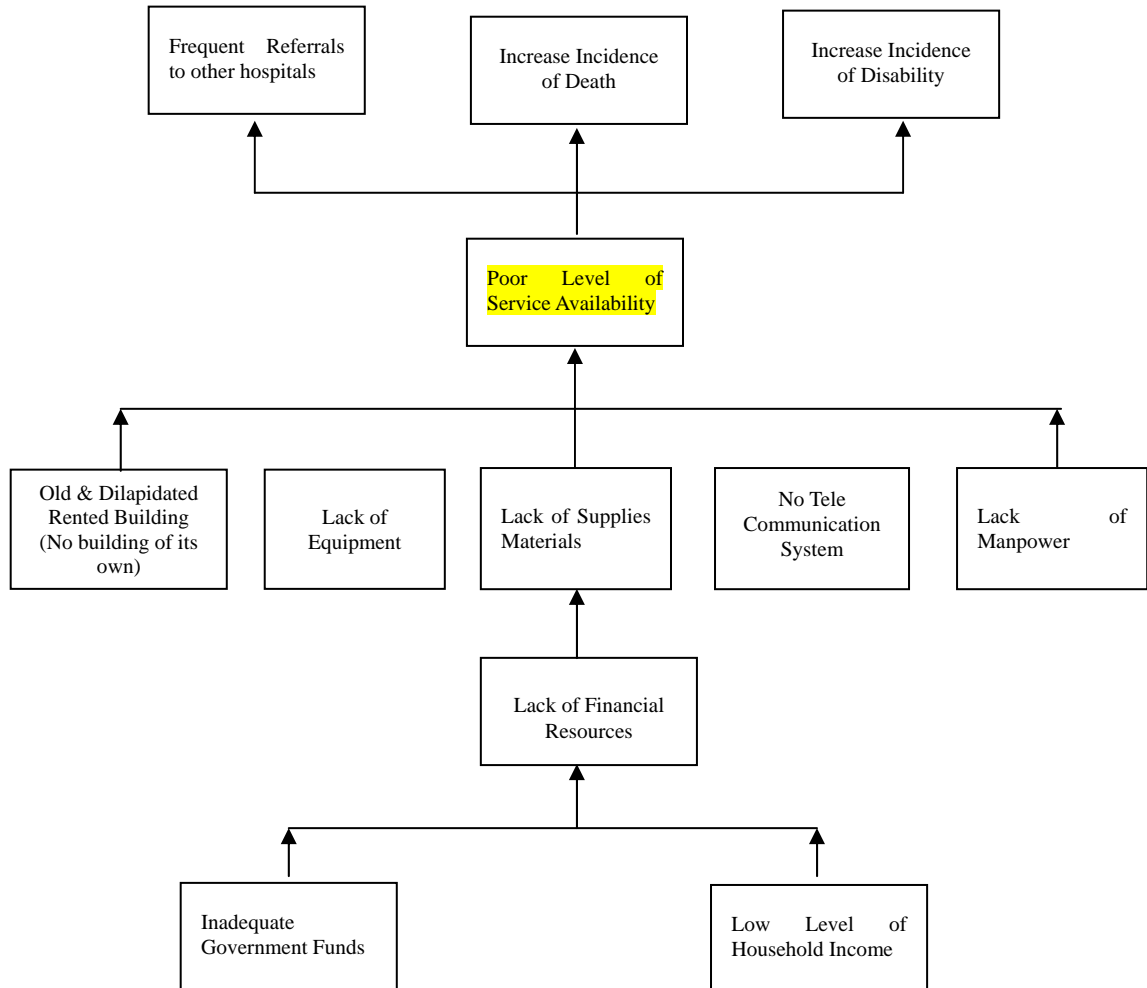 Frequent Referrals
to other hospitals
Increase Incidence
of Death
Increase Incidence
of Disability
Poor Level of
Service Availability
Old & Dilapidated
Rented Building
(No building of its
own)
Lack of
Equipment
Lack of Supplies
Materials
No Tele
Communication
System
Lack of
Manpower
Lack of Financial
Resources
Inadequate
Government Funds
Low Level of
Household Income